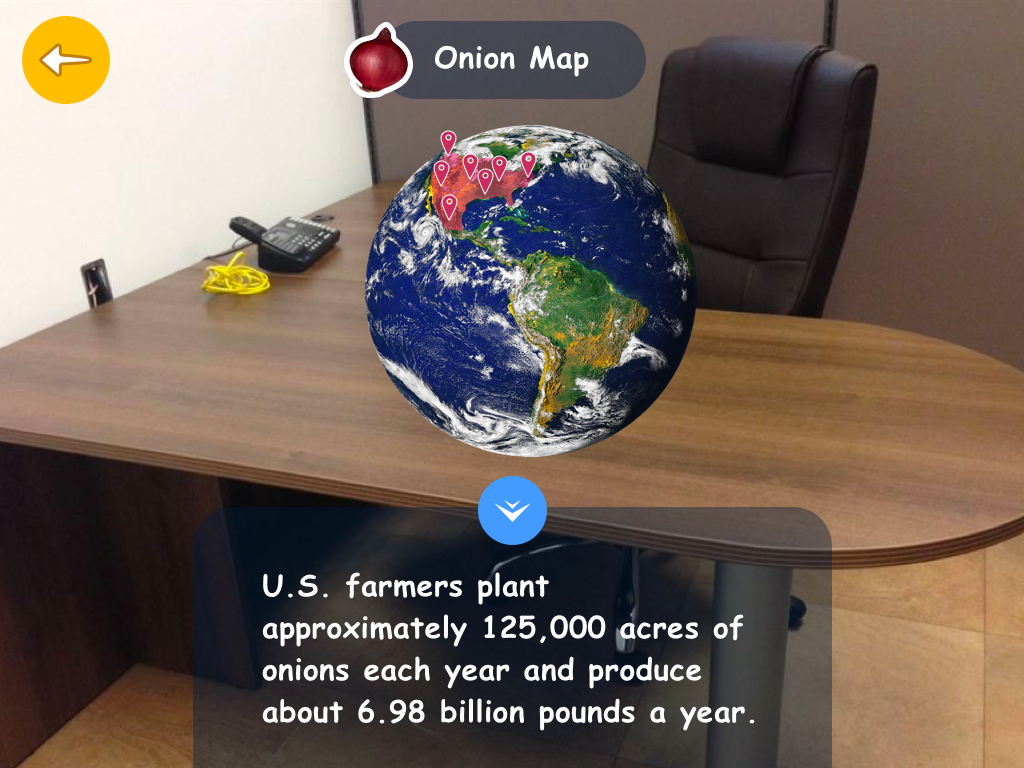 Onion Map
U.S. farmers plant
approximately 125,000 acres of
onions each year and produce
about 6.98 billion pounds a year.